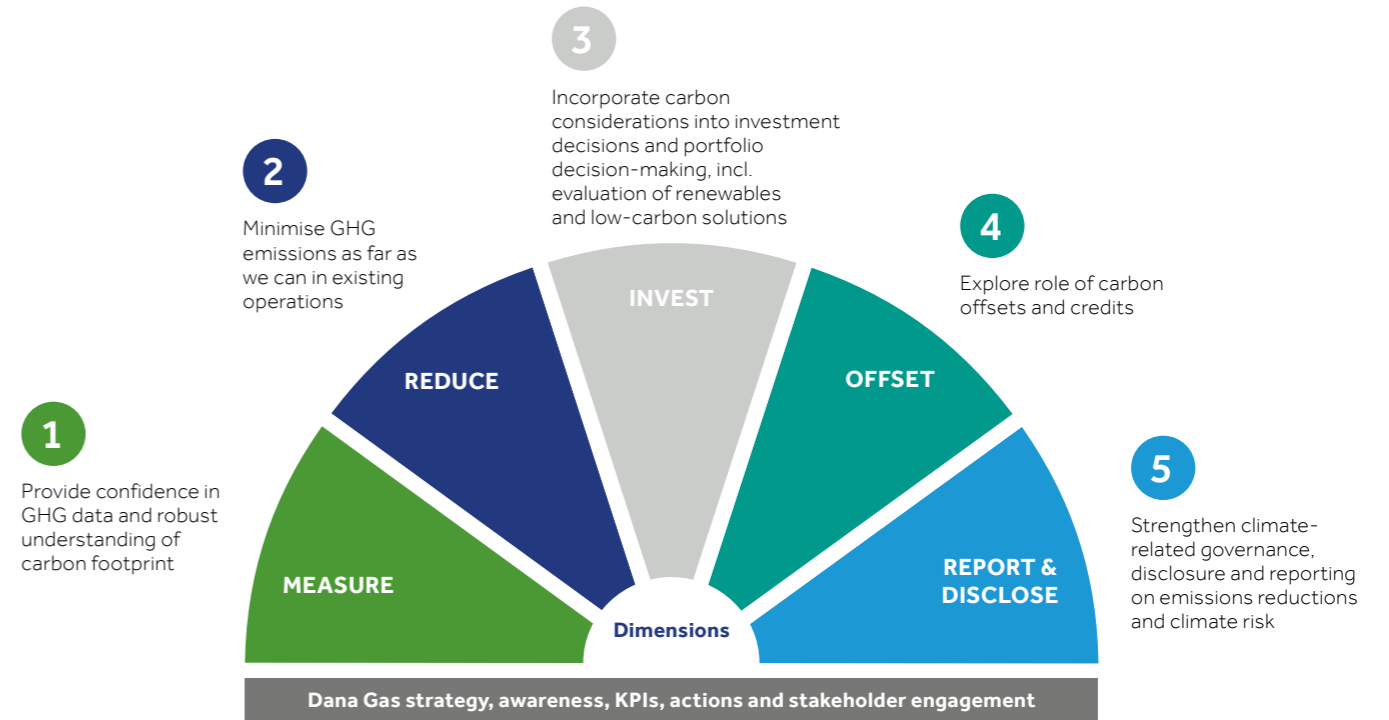 3
Incorporate carbon
considerations into investment
decisions and portfolio
decision-making, incl.
evaluation of renewables
and low-carbon solutions
2
Minimise GHG
emissions as far as
we can in existing
operations
4
Explore role of carbon
offsets and credits
INVEST
REDUCE
OFFSET
1
Provide confidence in
GHG data and robust
understanding of
carbon footprint
5
Strengthen climate-
related governance,
disclosure and reporting
on emissions reductions
and climate risk
MEASURE
REPORT &
DISCLOSE
Dimensions
Dana Gas strategy, awareness, KPIs, actions and stakeholder engagement